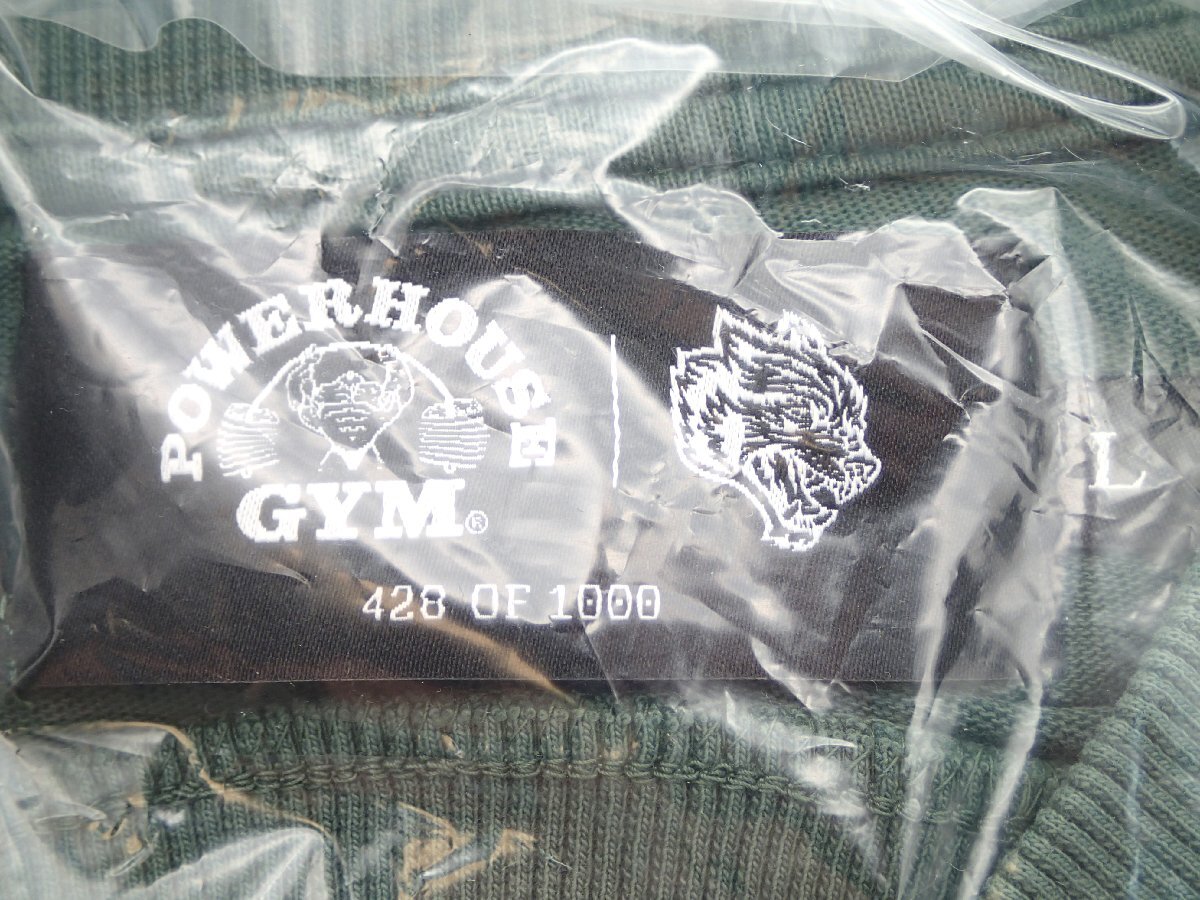 POWERHOUSE
GYM®
428 OF 1000
L